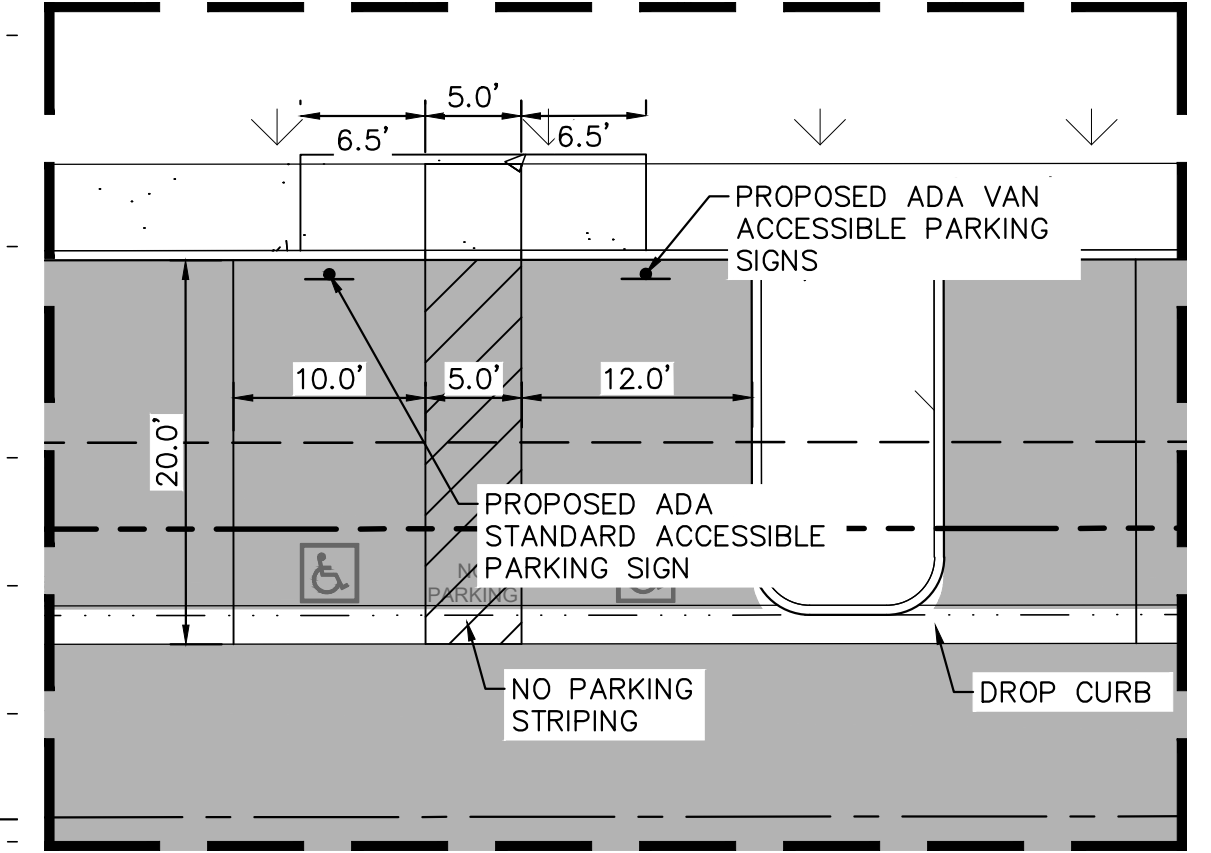 5.0'
6.5'
6.5'
PROPOSED ADA VAN
ACCESSIBLE PARKING
SIGNS
10.0'
5.0'
12.0'
20.0'
PROPOSED ADA
STANDARD ACCESSIBLE
PARKING SIGN
PARKING
NO PARKING
STRIPING
DROP CURB